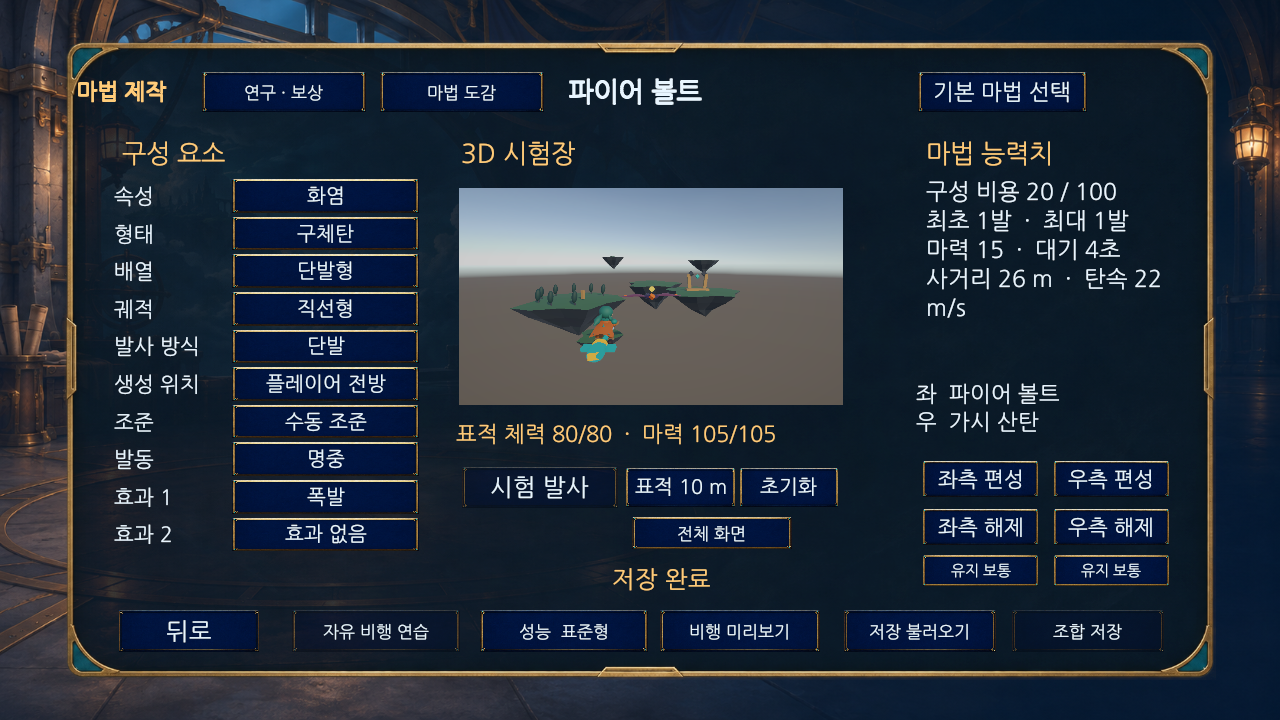 마법 제작
연구 · 보상
마법 도감
파이어 볼트
기본 마법 선택
구성 요소
속성 화염
형태 구체탄
배열 단발형
궤적 직선형
발사 방식 단발
생성 위치 플레이어 전방
조준 수동 조준
발동 명중
효과 1 폭발
효과 2 효과 없음
3D 시험장
표적 체력 80/80 · 마력 105/105
시험 발사
표적 10 m
초기화
전체 화면
저장 완료
마법 능력치
구성 비용 20 / 100
최초 1발 · 최대 1발
마력 15 · 대기 4초
사거리 26 m · 탄속 22
m/s
좌 파이어 볼트
우 가시 산탄
좌측 편성
우측 편성
좌측 해제
우측 해제
유지 보통
유지 보통
뒤로
자유 비행 연습
성능 표준형
비행 미리보기
저장 불러오기
조합 저장